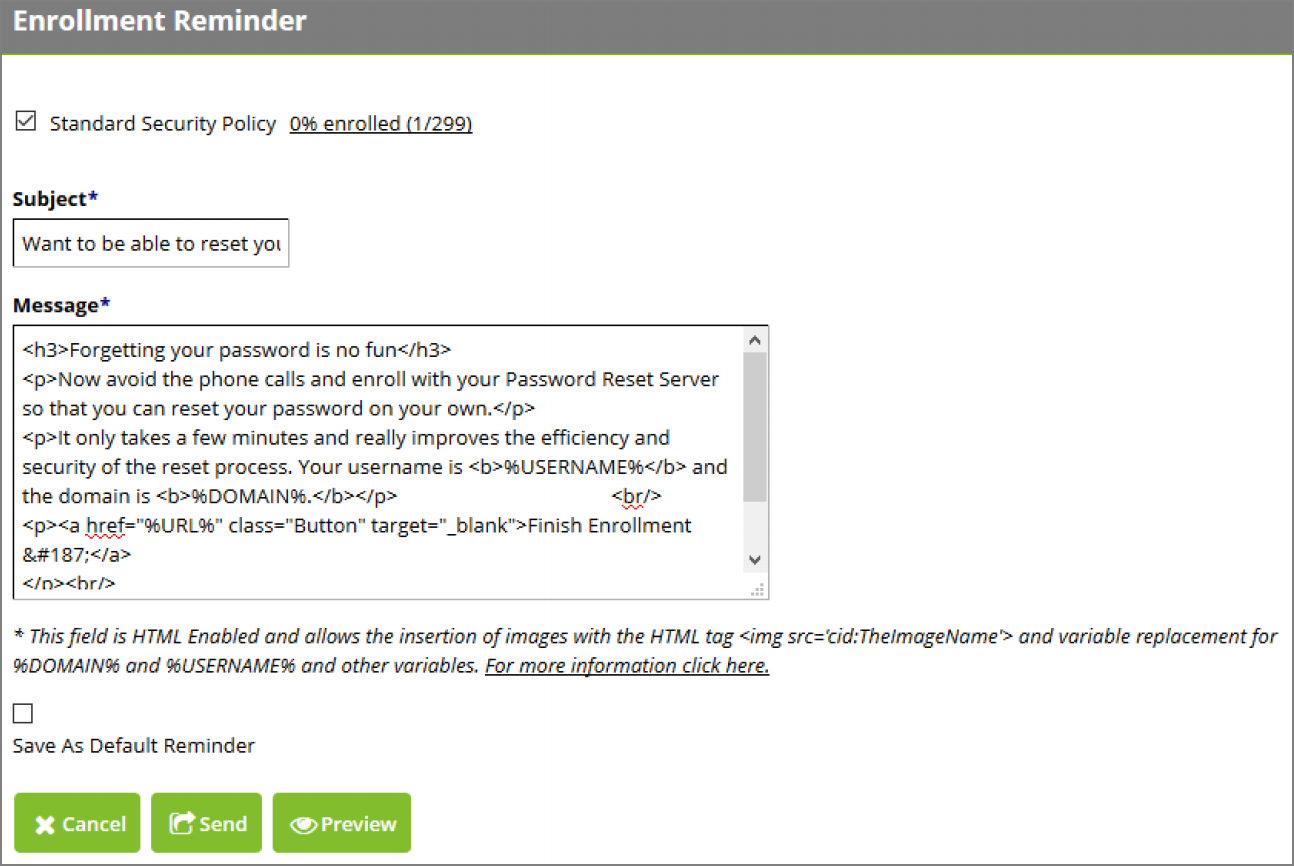 Enrollment Reminder
Standard Security Policy 0% enrolled (1/299)
Subject*
Want to be able to reset you
Message*
<h3>Forgetting your password is no fun</h3>
<p>Now avoid the phone calls and enroll with your Password Reset Server
so that you can reset your password on your own.</p>
<p>It only takes a few minutes and really improves the efficiency and
security of the reset process. Your username is <b>%USERNAME%</b> and
the domain is <b>%DOMAIN%.</b></p> <br/>
<p><a href="%URL%" class="Button" target="_blank">Finish Enrollment
&#187;</a>
</p><br/>
* This field is HTML Enabled and allows the insertion of images with the HTML tag <img src='cid:TheImageName'> and variable replacement for
%DOMAIN% and %USERNAME% and other variables. For more information click here.
Save As Default Reminder
Cancel Send Preview